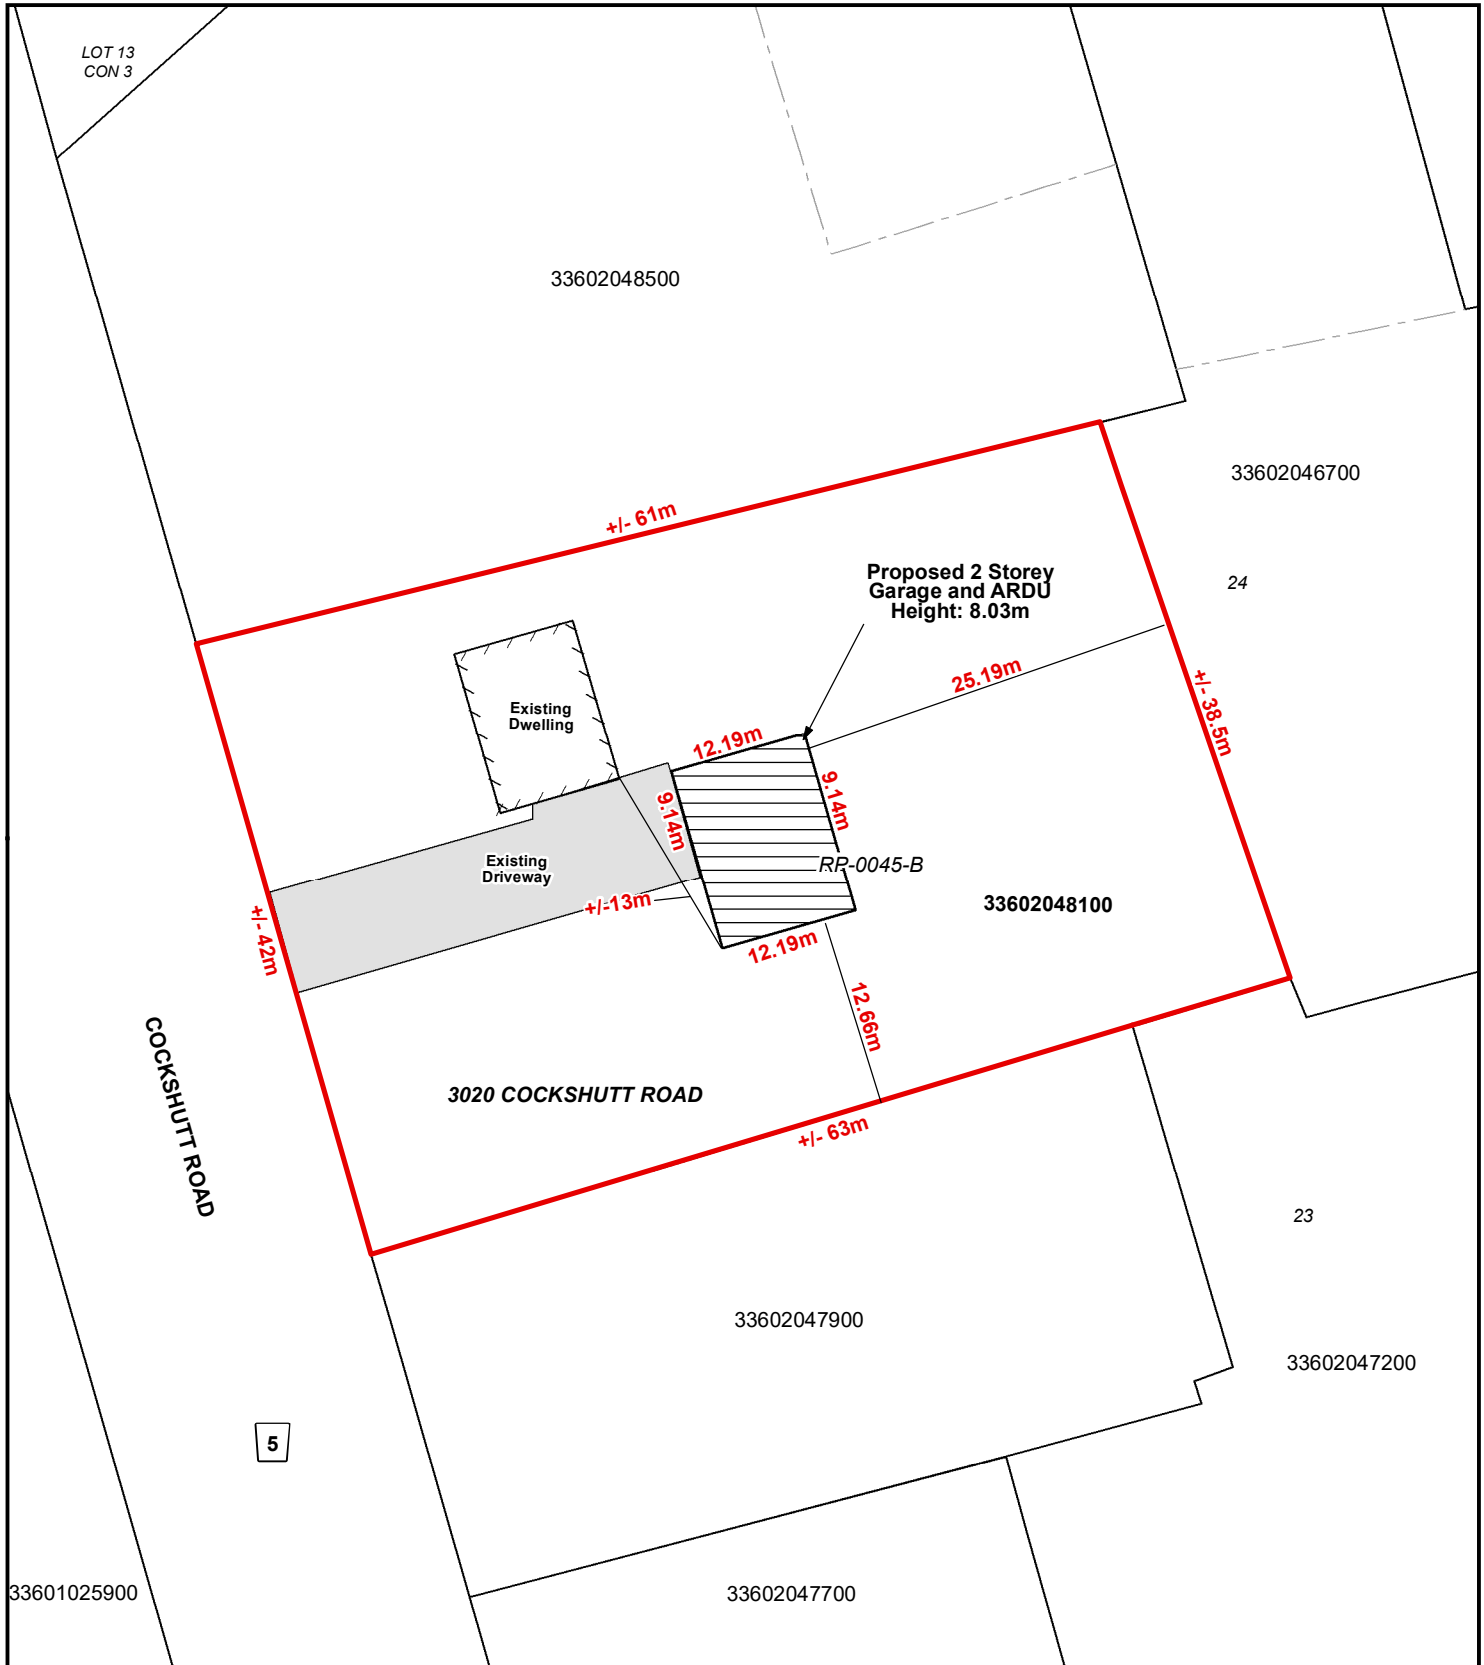 LOT 13
CON 3
33602048500
33602046700
+/- 61m
Proposed 2 Storey
Garage and ARDU
Height: 8.03m
24
25.19m
+/- 38.5m
Existing
Dwelling
12.19m
9.14m
9.14m
Existing
Driveway
RP-0045-B
+/-13m
33602048100
+/- 42m
12.19m
12.66m
COCKSHUTT ROAD
3020 COCKSHUTT ROAD
+/- 63m
23
33602047900
33602047200
5
33601025900
33602047700